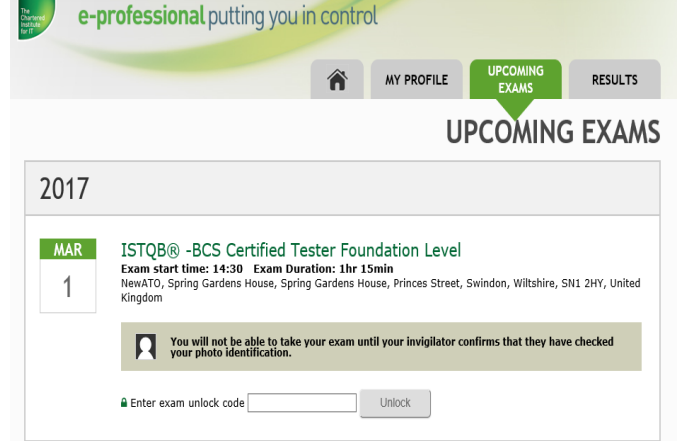 The
Chartered
Institute
for IT
e-professional putting you in control
MY PROFILE
UPCOMING
EXAMS
RESULTS
UPCOMING EXAMS
2017
MAR
1
ISTQB® -BCS Certified Tester Foundation Level
Exam start time: 14:30 Exam Duration: 1hr 15min
NewATO, Spring Gardens House, Spring Gardens House, Princes Street, Swindon, Wiltshire, SN1 2HY, United
Kingdom
You will not be able to take your exam until your invigilator confirms that they have checked
your photo identification.
Enter exam unlock code
Unlock